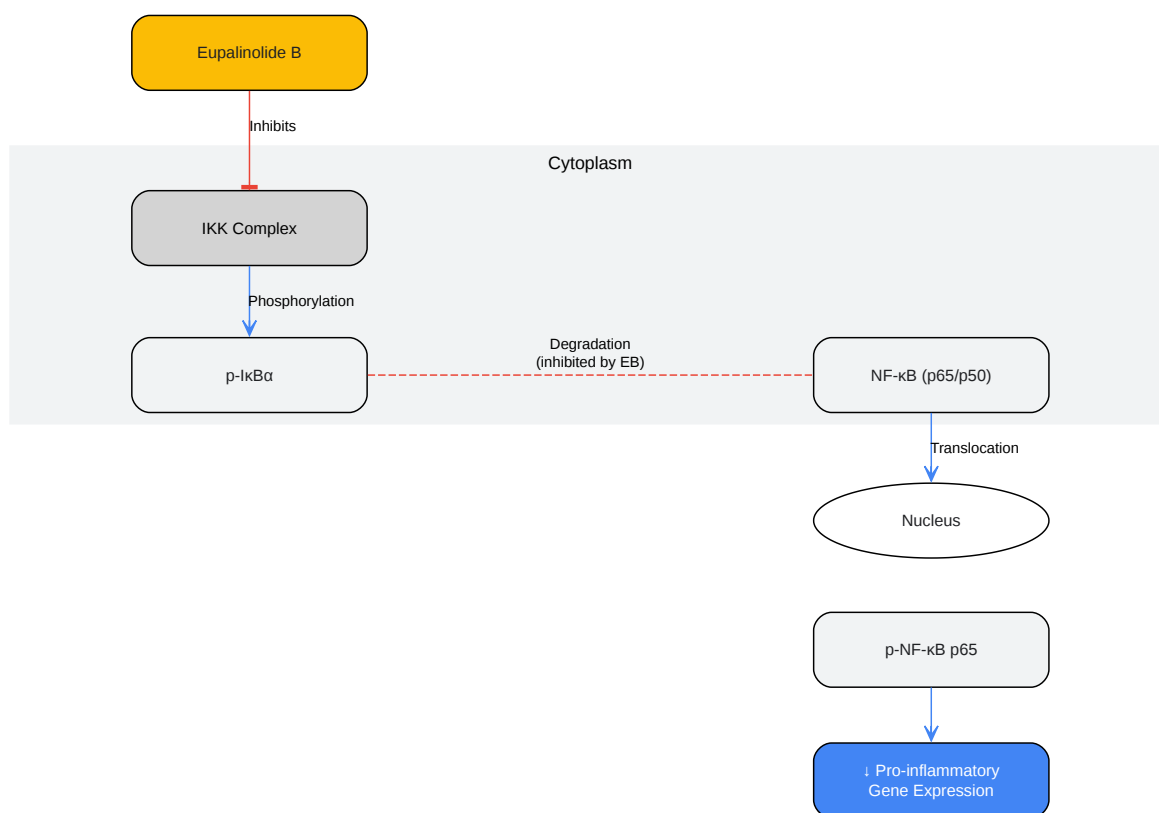 Eupalinolide B
Inhibits
Cytoplasm
IKK Complex
Phosphorylation
p-IκBα
Degradation
(inhibited by EB)
NF-κB (p65/p50)
Translocation
Nucleus
p-NF-κB p65
↓ Pro-inflammatory
Gene Expression